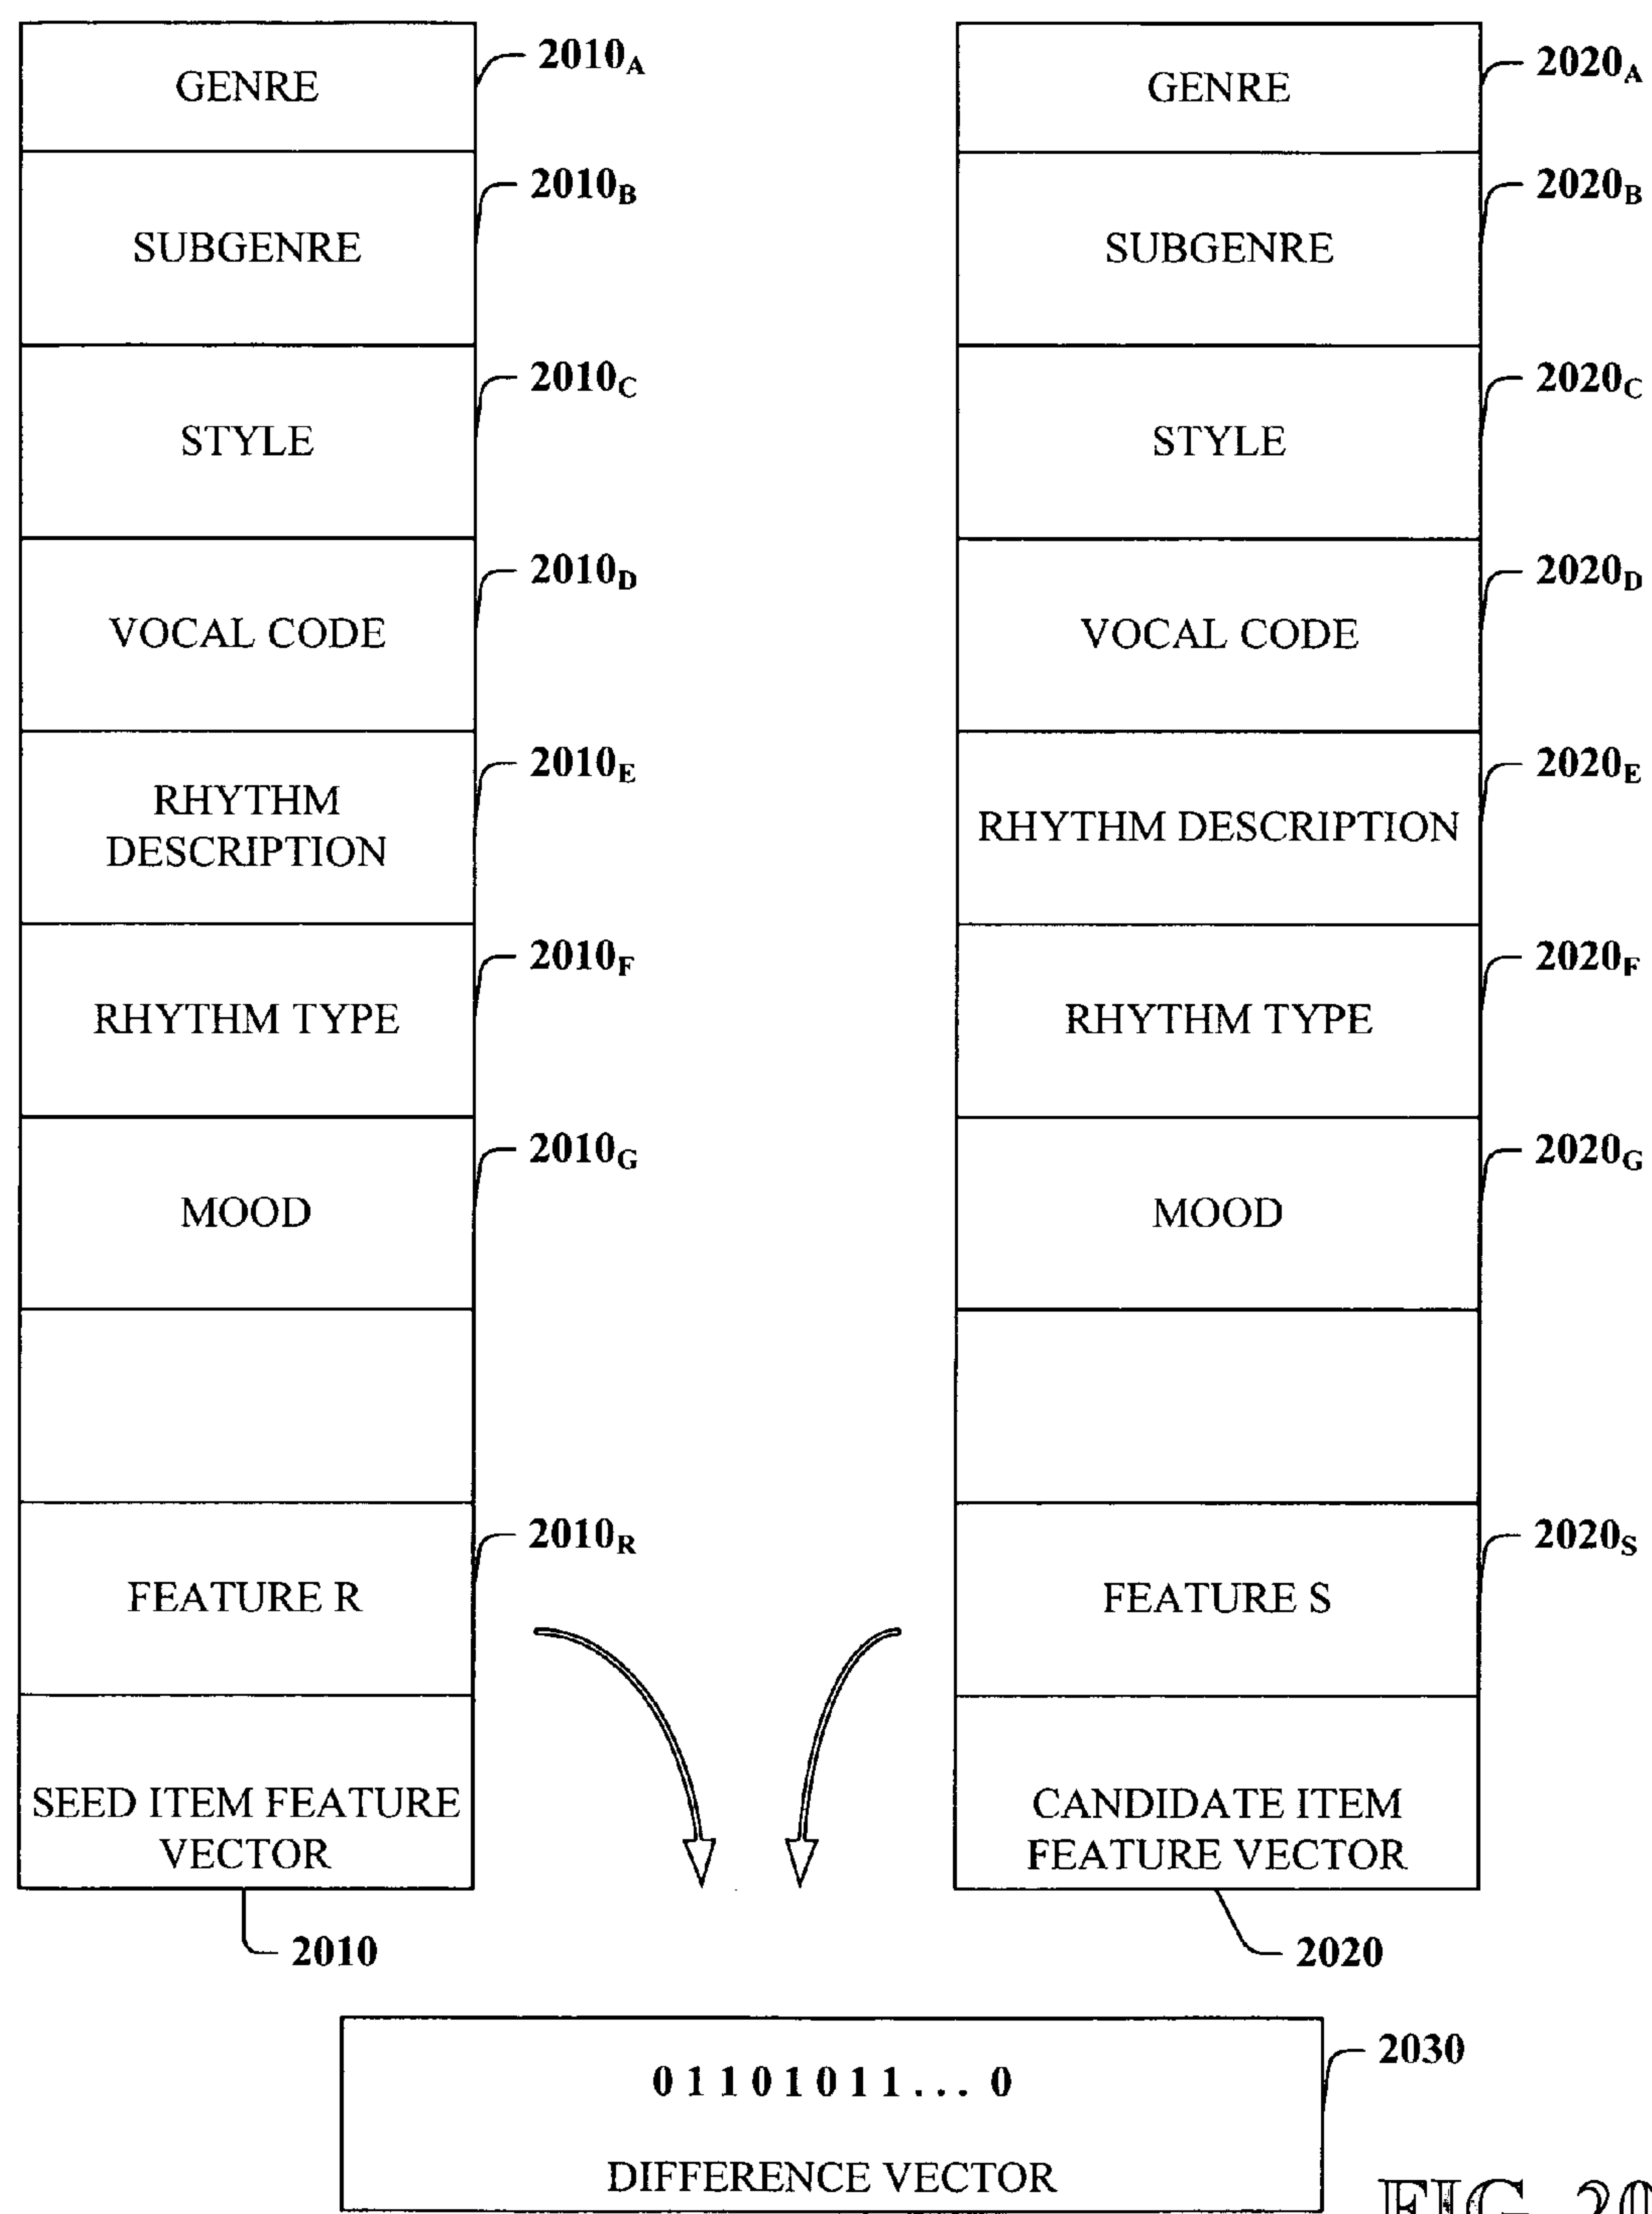 GENRE
2010A
SUBGENRE
2010B
STYLE
2010C
VOCAL CODE
2010D
RHYTHM
DESCRIPTION
2010E
RHYTHM TYPE
2010F
MOOD
2010G
FEATURE R
2010R
SEED ITEM FEATURE
VECTOR
2010
GENRE
2020A
SUBGENRE
2020B
STYLE
2020C
VOCAL CODE
2020D
RHYTHM DESCRIPTION
2020E
RHYTHM TYPE
2020F
MOOD
2020G
FEATURE S
2020S
CANDIDATE ITEM
FEATURE VECTOR
2020
0 1 1 0 1 0 1 1 . . . 0
DIFFERENCE VECTOR
2030
FIG. 20